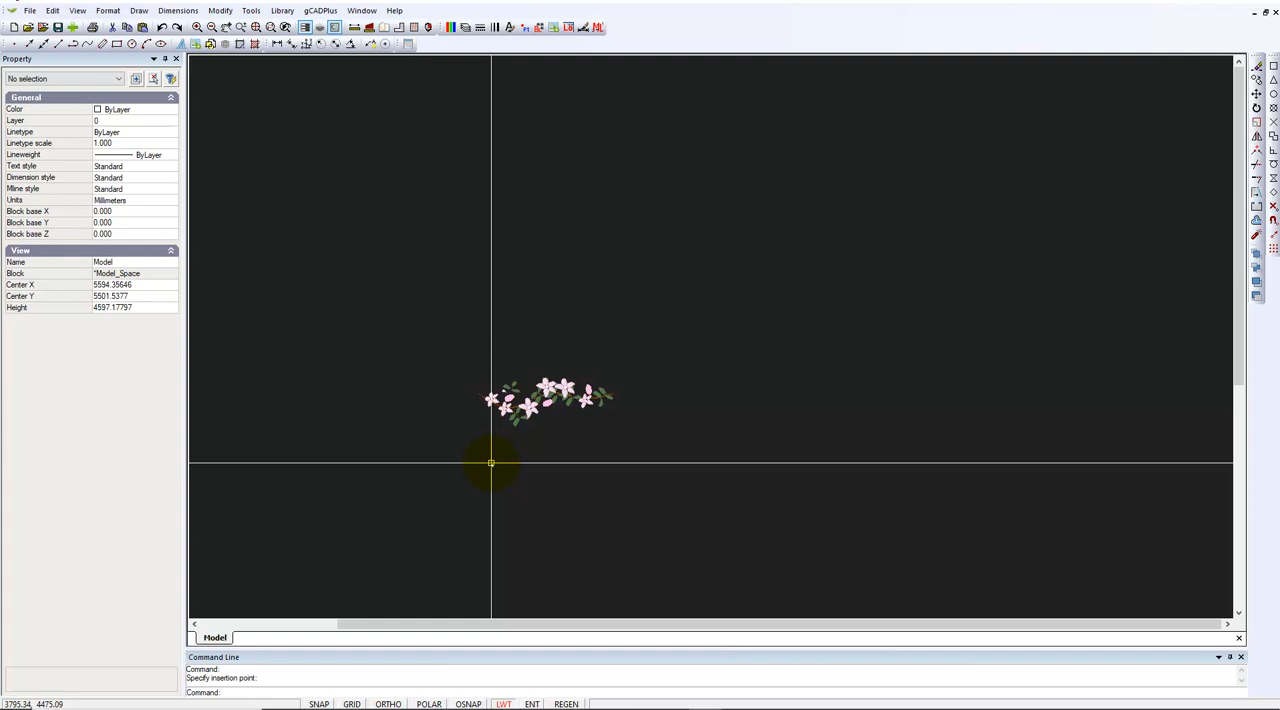 File Edit View Format Draw Dimensions Modify Tools Library gCADPlus Window Help
Property
No selection
General
Color ByLayer
Layer 0
Linetype ByLayer
Linetype scale 1.000
Lineweight ByLayer
Text style Standard
Dimension style Standard
Mline style Standard
Units Millimeters
Block base X 0.000
Block base Y 0.000
Block base Z 0.000
View
Name Model
Block *Model_Space
Center X 5594.35646
Center Y 5501.5377
Height 4597.17797
Model
Command Line
Command:
Specify insertion point:
Command:
3795.34, 4475.09 SNAP GRID ORTHO POLAR OSNAP LWT ENT REGEN